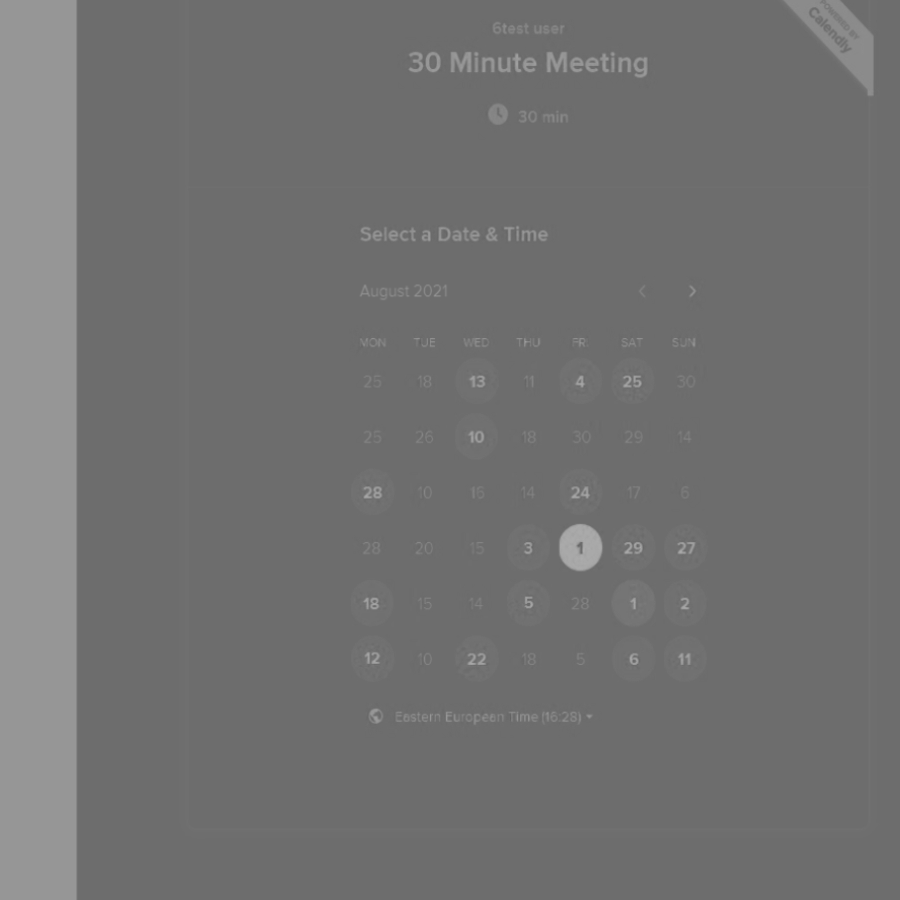 POWERED BY
Calendly
6test user
30 Minute Meeting
30 min
Select a Date & Time
August 2021
MON TUE WED THU FRI SAT SUN
25 18 13 11 4 25 30
25 26 10 18 30 29 14
28 10 16 14 24 17 6
28 20 15 3 1 29 27
18 15 14 5 28 1 2
12 10 22 18 5 6 11
Eastern European Time (16:28)